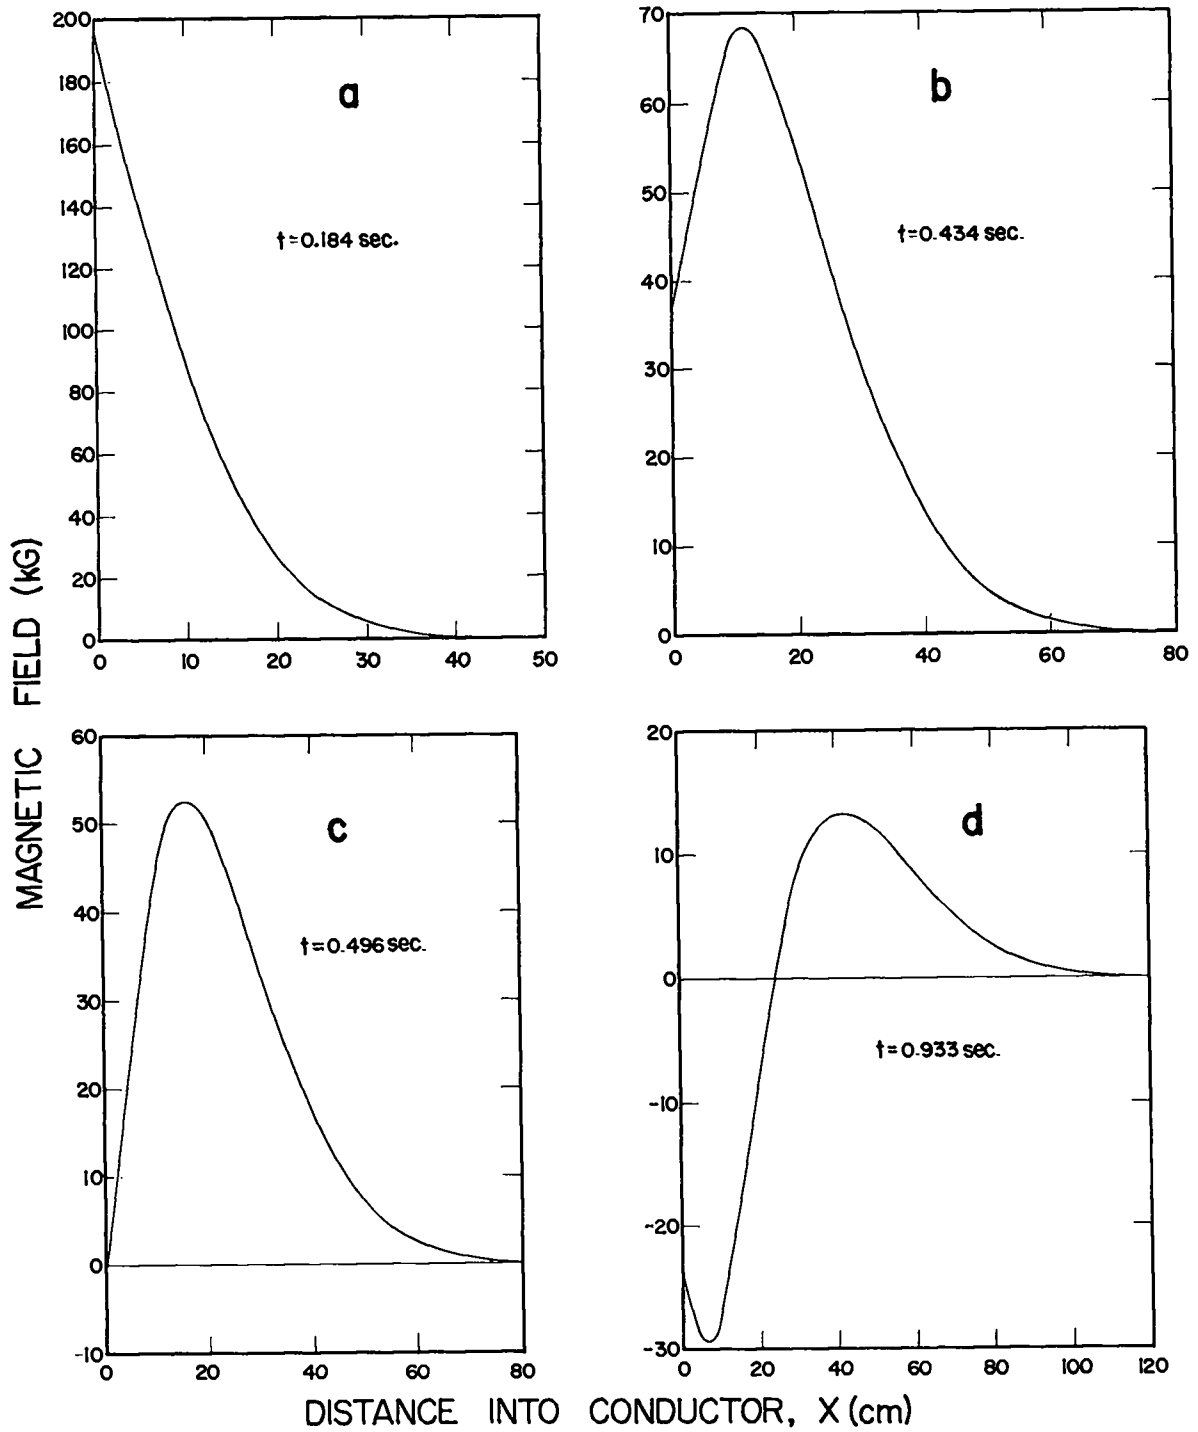 200
180
160
140
120
100
80
60
40
20
0
0 10 20 30 40 50
a
t=0.184 sec.
70
60
50
40
30
20
10
0
0 20 40 60 80
b
t=0.434 sec.
60
50
40
30
20
10
0
-10
0 20 40 60 80
c
t=0.496 sec.
20
10
0
-10
-20
-30
0 20 40 60 80 100 120
d
t=0.933 sec.
MAGNETIC FIELD (kG)
DISTANCE INTO CONDUCTOR, X (cm)